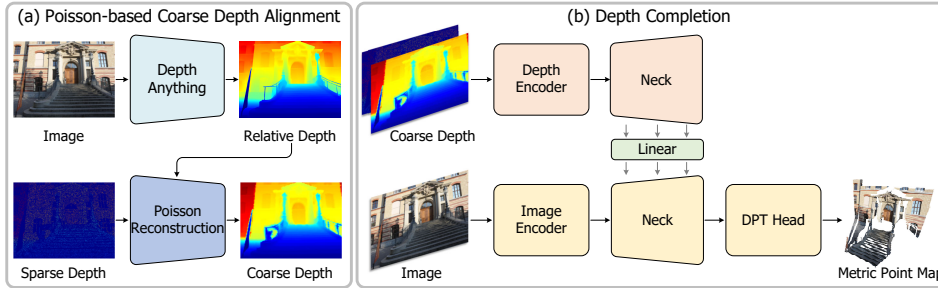 (a) Poisson-based Coarse Depth Alignment
Depth
Anything
Image
Relative Depth
Poisson
Reconstruction
Sparse Depth
Coarse Depth
(b) Depth Completion
Depth
Encoder
Neck
Coarse Depth
Linear
Image
Encoder
Neck
DPT Head
Image
Metric Point Map